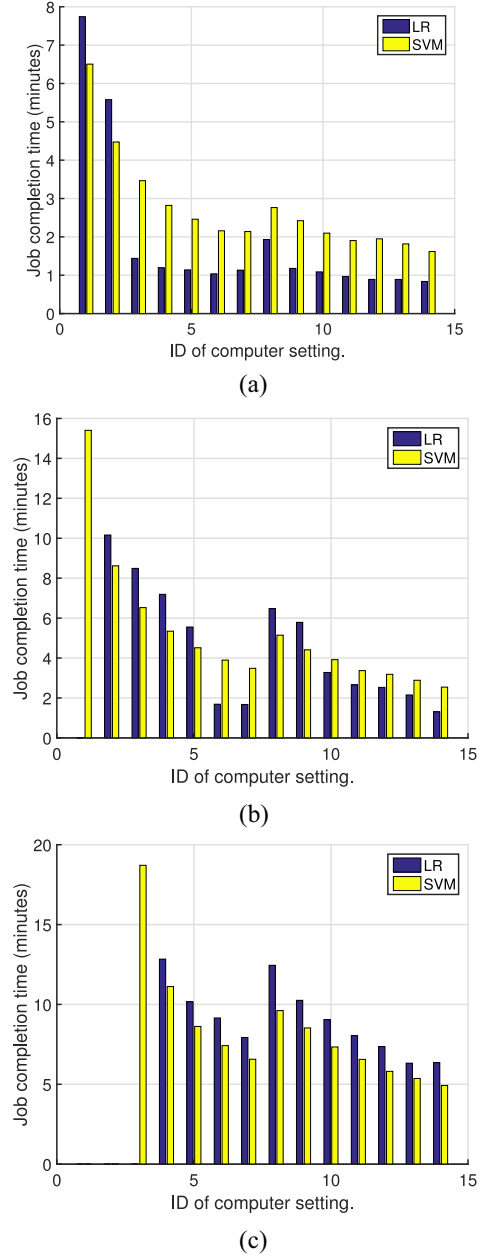 8
7
6
5
4
3
2
1
0
Job completion time (minutes)
LR
SVM
0 5 10 15
ID of computer setting.
(a)
16
14
12
10
8
6
4
2
0
Job completion time (minutes)
LR
SVM
0 5 10 15
ID of computer setting.
(b)
20
15
10
5
0
Job completion time (minutes)
LR
SVM
0 5 10 15
ID of computer setting.
(c)